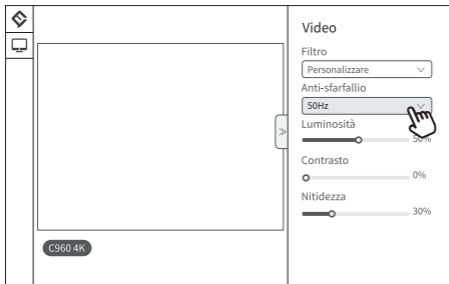 Video
Filtro
Personalizzare
Anti-sfarfallio
50Hz
Luminosità
50%
Contrasto
0%
Nitidezza
30%
C960 4K